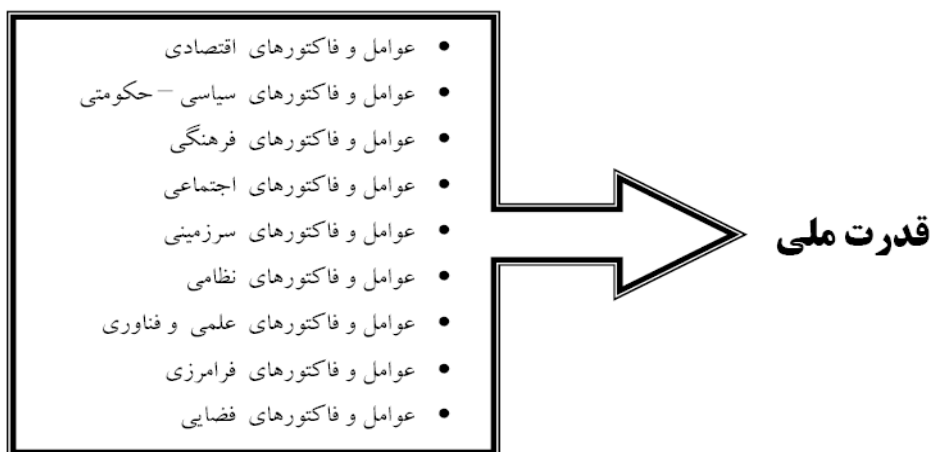 • عوامل و فاکتورهای اقتصادی
• عوامل و فاکتورهای سیاسی – حکومتی
• عوامل و فاکتورهای فرهنگی
• عوامل و فاکتورهای اجتماعی
• عوامل و فاکتورهای سرزمینی
• عوامل و فاکتورهای نظامی
• عوامل و فاکتورهای علمی و فناوری
• عوامل و فاکتورهای فرامرزی
• عوامل و فاکتورهای فضایی
قدرت ملی